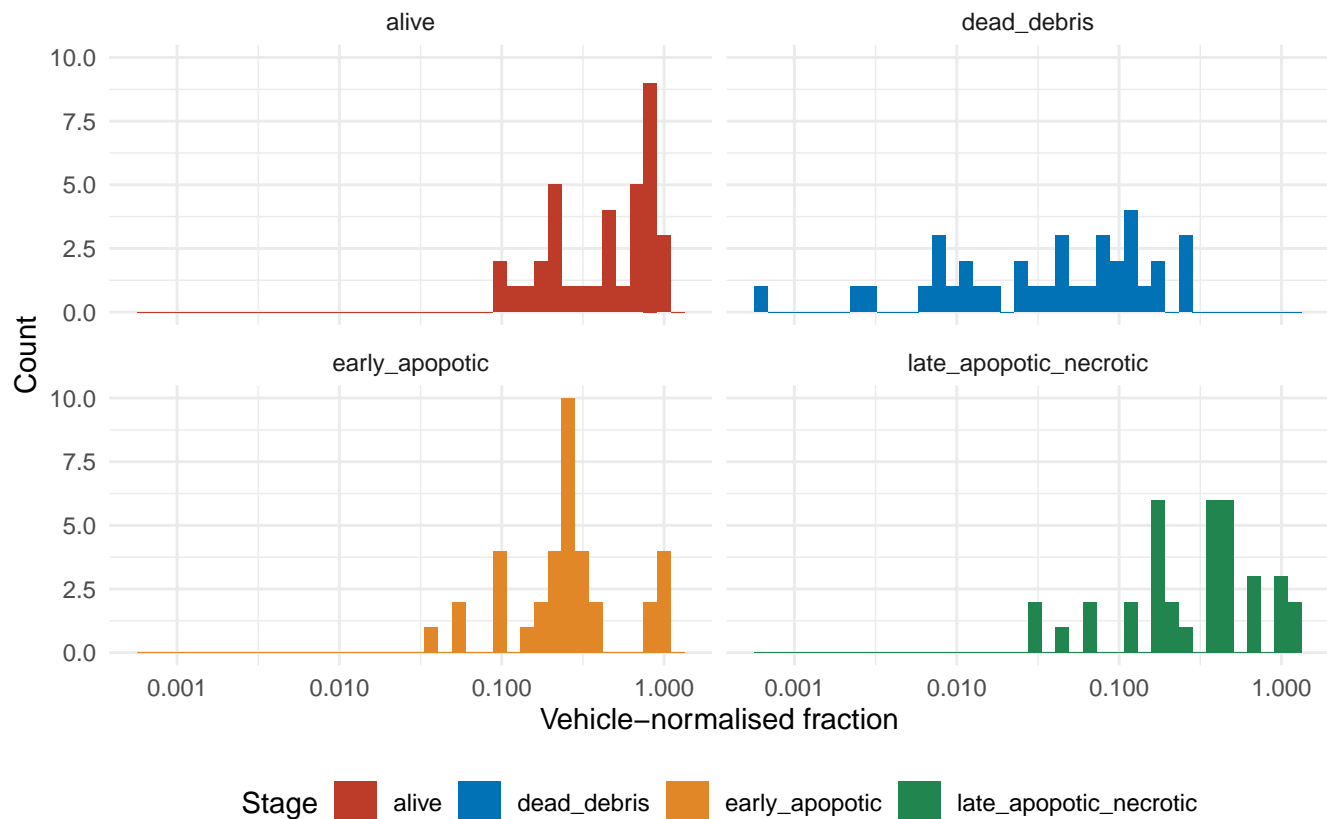 alive
dead_debris
10.0
7.5
5.0
2.5
0.0
Count
early_apopotic
late_apopotic_necrotic
10.0
7.5
5.0
2.5
0.0
0.001 0.010 0.100 1.000
0.001 0.010 0.100 1.000
Vehicle−normalised fraction
Stage alive dead_debris early_apopotic late_apopotic_necrotic